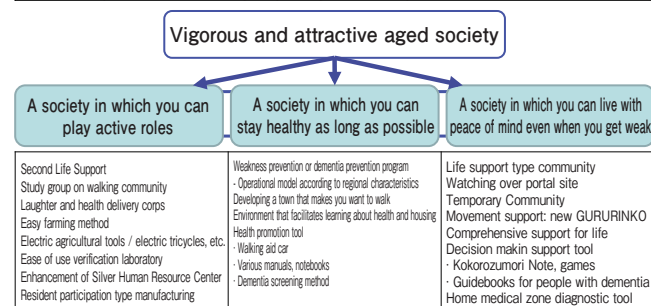 Vigorous and attractive aged society
A society in which you can
play active roles
A society in which you can
stay healthy as long as possible
A society in which you can live with
peace of mind even when you get weak
Second Life Support
Study group on walking community
Laughter and health delivery corps
Easy farming method
Electric agricultural tools / electric tricycles, etc.
Ease of use verification laboratory
Enhancement of Silver Human Resource Center
Resident participation type manufacturing
Weakness prevention or dementia prevention program
- Operational model according to regional characteristics
Developing a town that makes you want to walk
Environment that facilitates learning about health and housing
Health promotion tool
- Walking aid car
- Various manuals, notebooks
- Dementia screening method
Life support type community
Watching over portal site
Temporary Community
Movement support: new GURURINKO
Comprehensive support for life
Decision makin support tool
· Kokorozumori Note, games
· Guidebooks for people with dementia
Home medical zone diagnostic tool